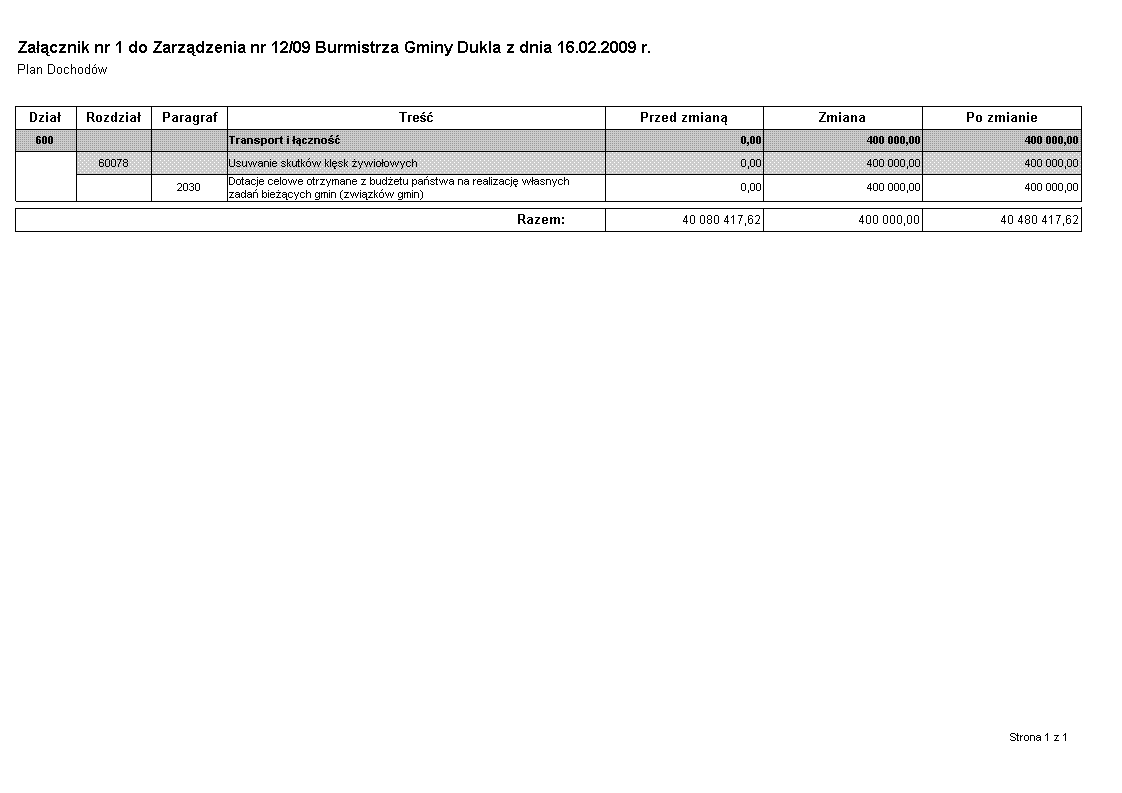 Załącznik nr 1 do Zarządzenia nr 12/09 Burmistrza Gminy Dukla z dnia 16.02.2009 r.
Plan Dochodów
Dział Rozdział Paragraf Treść Przed zmianą Zmiana Po zmianie
600 Transport i łączność 0,00 400 000,00 400 000,00
60078 Usuwanie skutków klęsk żywiołowych 0,00 400 000,00 400 000,00
2030 Dotacje celowe otrzymane z budżetu państwa na realizację własnych
zadań bieżących gmin (związków gmin) 0,00 400 000,00 400 000,00
Razem: 40 080 417,62 400 000,00 40 480 417,62
Strona 1 z 1